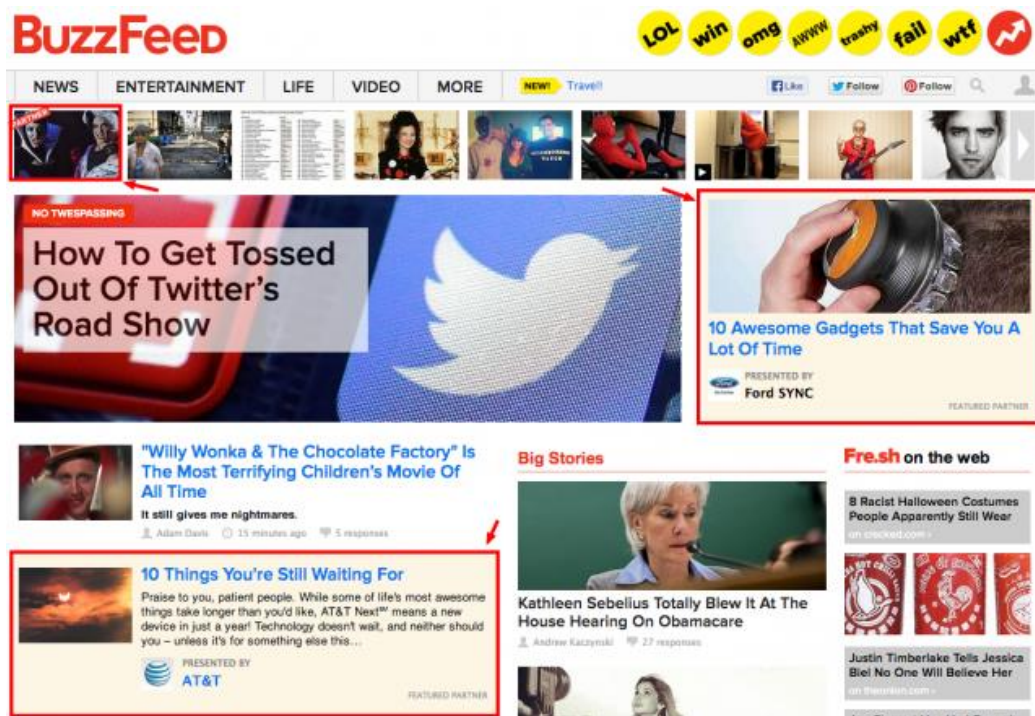 BuzzFeed
LOL
win
omg
AWWW
trashy
fail
wtf
NEWS
ENTERTAINMENT
LIFE
VIDEO
MORE
NEW!
Travel!
Like
Follow
Follow
PARTNER
NO TWESPASSING
How To Get Tossed
Out Of Twitter's
Road Show
10 Awesome Gadgets That Save You A
Lot Of Time
PRESENTED BY
Ford SYNC
FEATURED PARTNER
"Willy Wonka & The Chocolate Factory" Is
The Most Terrifying Children's Movie Of
All Time
It still gives me nightmares.
Adam Davis 15 minutes ago 5 responses
10 Things You're Still Waiting For
Praise to you, patient people. While some of life's most awesome
things take longer than you'd like, AT&T Next℠ means a new
device in just a year! Technology doesn't wait, and neither should
you – unless it's for something else this…
PRESENTED BY
AT&T
FEATURED PARTNER
Big Stories
Kathleen Sebelius Totally Blew It At The
House Hearing On Obamacare
Andrew Kaczynski 27 responses
Fre.sh on the web
8 Racist Halloween Costumes
People Apparently Still Wear
on cracked.com ›
Justin Timberlake Tells Jessica
Biel No One Will Believe Her
on theonion.com ›